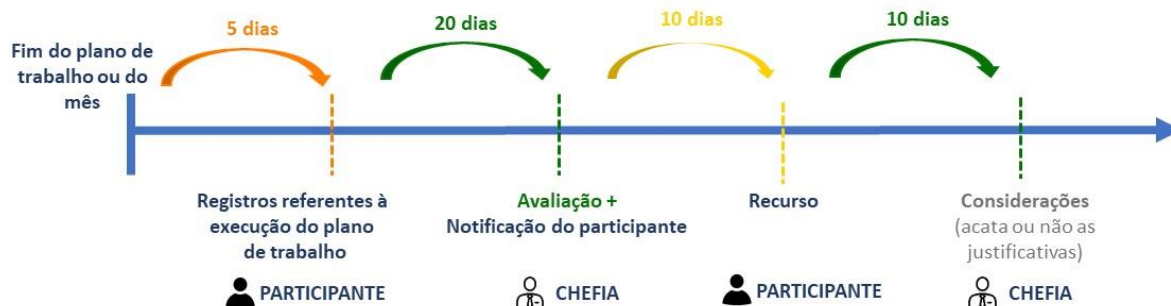 5 dias
20 dias
10 dias
10 dias
Fim do plano de
trabalho ou do
mês
Registros referentes à
execução do plano
de trabalho
Avaliação +
Notificação do participante
Recurso
Considerações
(acata ou não as
justificativas)
PARTICIPANTE
CHEFIA
PARTICIPANTE
CHEFIA